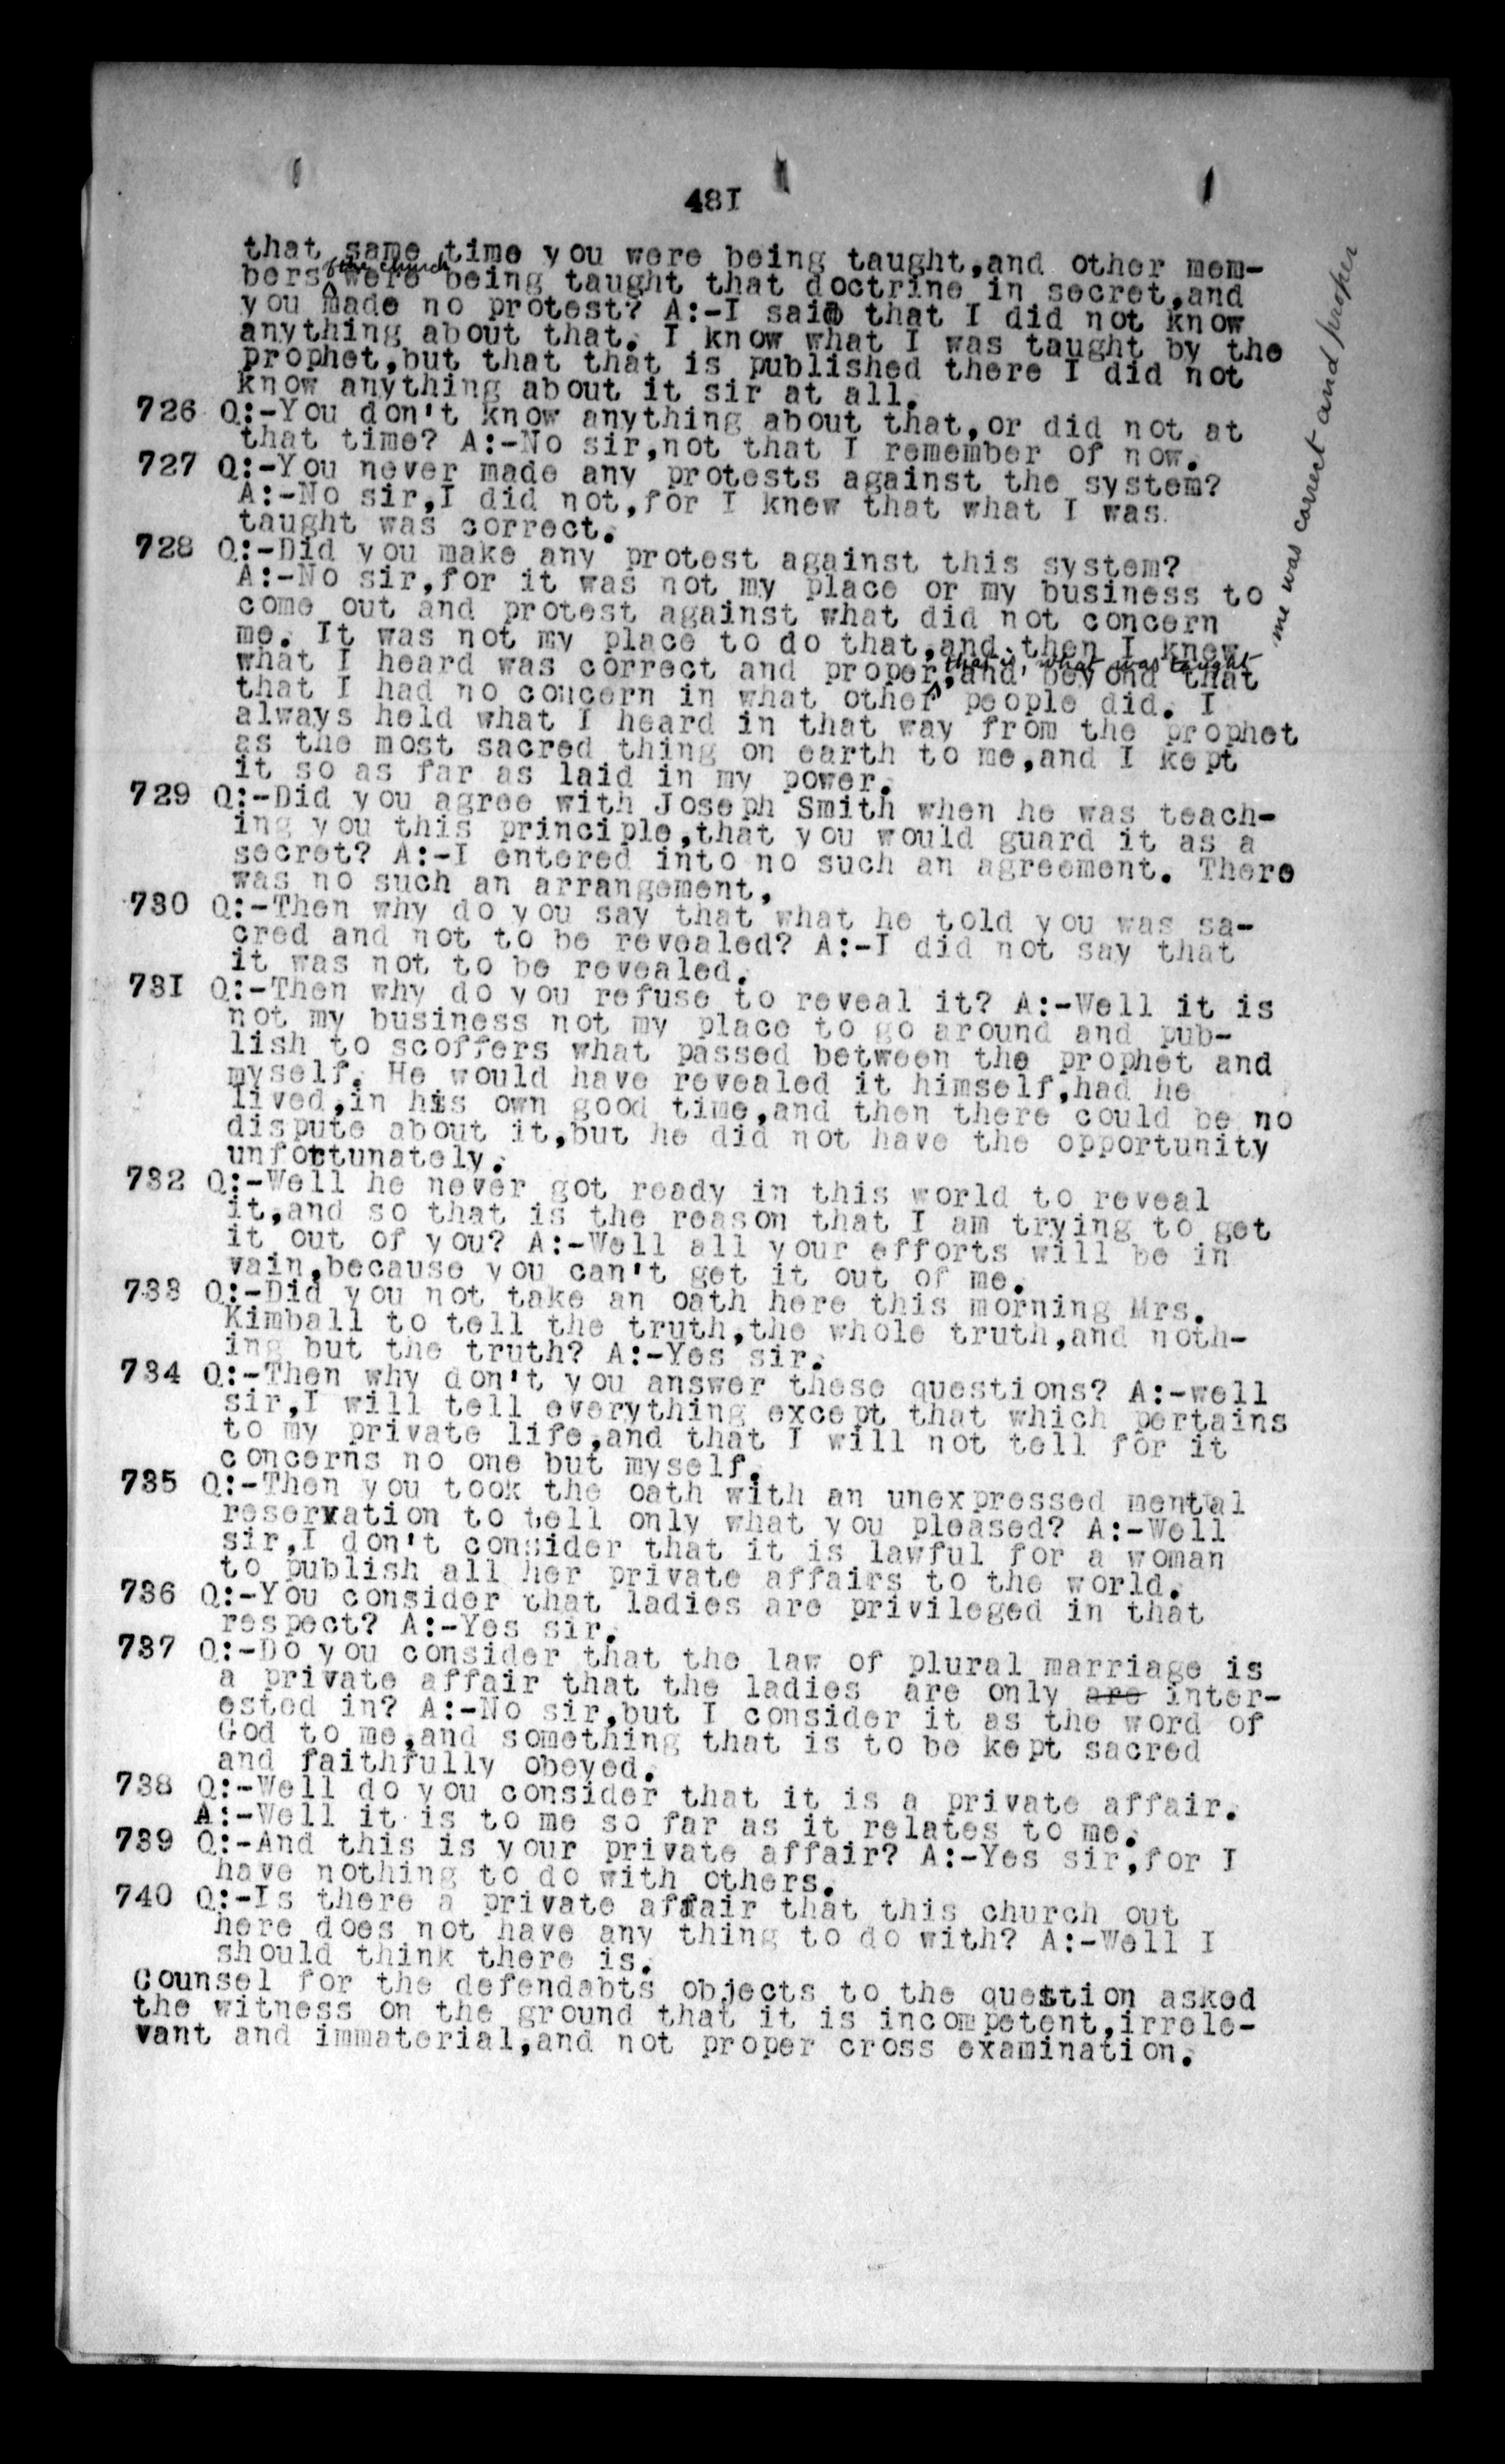 481
that same time you were being taught,and other mem-
of the church
bers were being taught that doctrine in secret,and
you made no protest? A:-I said that I did not know
anything about that. I know what I was taught by the
prophet,but that that is published there I did not
know anything about it sir at all.
726 Q:-You don't know anything about that,or did not at
that time? A:-No sir,not that I remember of now.
727 Q:-You never made any protests against the system?
A:-No sir,I did not,for I knew that what I was
taught was correct.
728 Q:-Did you make any protest against this system?
A:-No sir,for it was not my place or my business to
come out and protest against what did not concern
me. It was not my place to do that,and then I knew
what I heard was correct and proper,and beyond that
that is, what was taught
me was correct and proper
that I had no concern in what other people did. I
always held what I heard in that way from the prophet
as the most sacred thing on earth to me,and I kept
it so as far as laid in my power.
729 Q:-Did you agree with Joseph Smith when he was teach-
ing you this principle,that you would guard it as a
secret? A:-I entered into no such an agreement. There
was no such an arrangement.
730 Q:-Then why do you say that what he told you was sa-
cred and not to be revealed? A:-I did not say that
it was not to be revealed.
731 Q:-Then why do you refuse to reveal it? A:-Well it is
not my business not my place to go around and pub-
lish to scoffers what passed between the prophet and
myself. He would have revealed it himself,had he
lived,in his own good time,and then there could be no
dispute about it,but he did not have the opportunity
unfortunately.
732 Q:-Well he never got ready in this world to reveal
it,and so that is the reason that I am trying to get
it out of you? A:-Well all your efforts will be in
vain,because you can't get it out of me.
733 Q:-Did you not take an oath here this morning Mrs.
Kimball to tell the truth,the whole truth,and noth-
ing but the truth? A:-Yes sir.
734 Q:-Then why don't you answer these questions? A:-well
sir,I will tell everything except that which pertains
to my private life,and that I will not tell for it
concerns no one but myself.
735 Q:-Then you took the oath with an unexpressed mental
reservation to tell only what you pleased? A:-Well
sir,I don't consider that it is lawful for a woman
to publish all her private affairs to the world.
736 Q:-You consider that ladies are privileged in that
respect? A:-Yes sir.
737 Q:-Do you consider that the law of plural marriage is
a private affair that the ladies are only are inter-
ested in? A:-No sir,but I consider it as the word of
God to me,and something that is to be kept sacred
and faithfully obeyed.
738 Q:-Well do you consider that it is a private affair.
A:-Well it is to me so far as it relates to me.
739 Q:-And this is your private affair? A:-Yes sir,for I
have nothing to do with others.
740 Q:-Is there a private affair that this church out
here does not have any thing to do with? A:-Well I
should think there is.
Counsel for the defendabts objects to the question asked
the witness on the ground that it is incompetent,irrele-
vant and immaterial,and not proper cross examination.